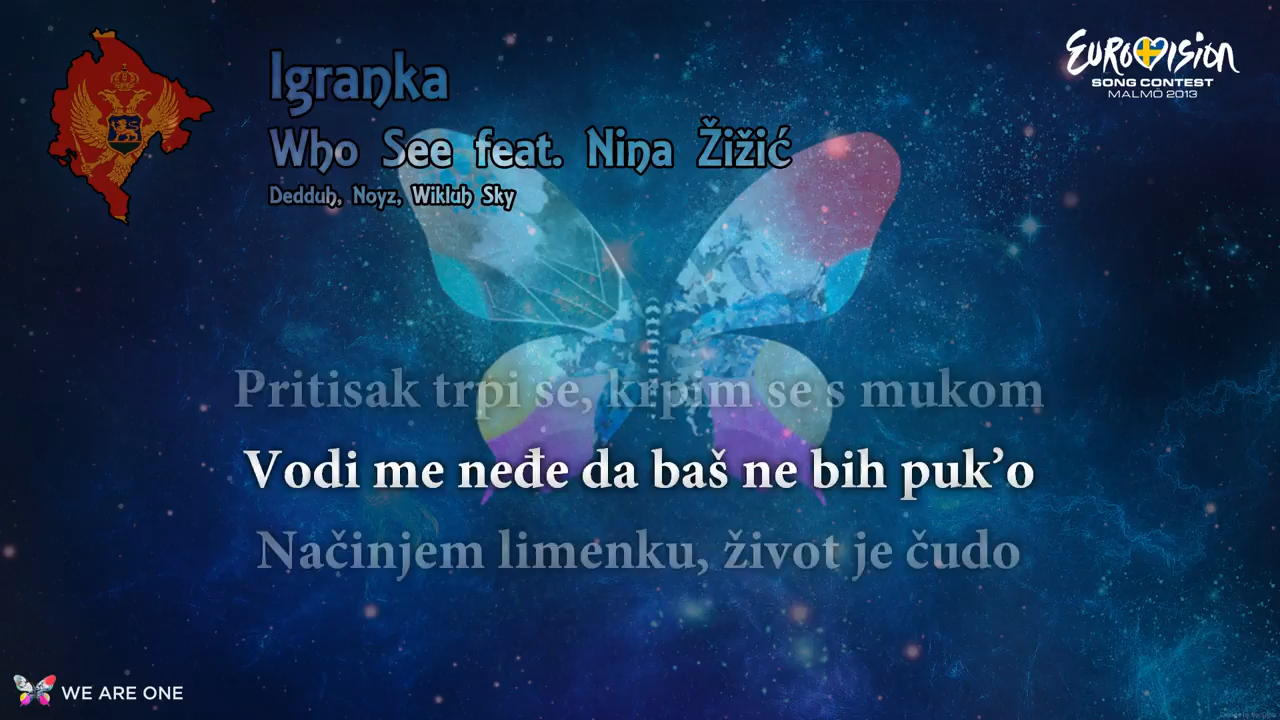 Igranka
Who See feat. Nina Žižić
Dedduh, Noyz, Wikluh Sky
EUROVISION
SONG CONTEST
MALMÖ 2013
Pritisak trpi se, krpim se s mukom
Vodi me neđe da baš ne bih puk’o
Načinjem limenku, život je čudo
WE ARE ONE